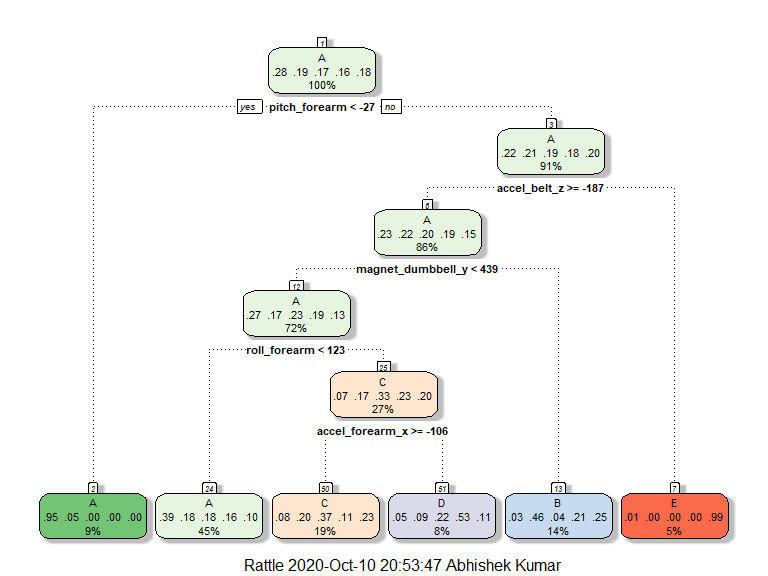 1
A
.28 .19 .17 .16 .18
100%
yes pitch_forearm < -27 no
3
A
.22 .21 .19 .18 .20
91%
accel_belt_z >= -187
6
A
.23 .22 .20 .19 .15
86%
magnet_dumbbell_y < 439
12
A
.27 .17 .23 .19 .13
72%
roll_forearm < 123
25
C
.07 .17 .33 .23 .20
27%
accel_forearm_x >= -106
2
A
.95 .05 .00 .00 .00
9%
24
A
.39 .18 .18 .16 .10
45%
50
C
.08 .20 .37 .11 .23
19%
51
D
.05 .09 .22 .53 .11
8%
13
B
.03 .46 .04 .21 .25
14%
7
E
.01 .00 .00 .00 .99
5%
Rattle 2020-Oct-10 20:53:47 Abhishek Kumar